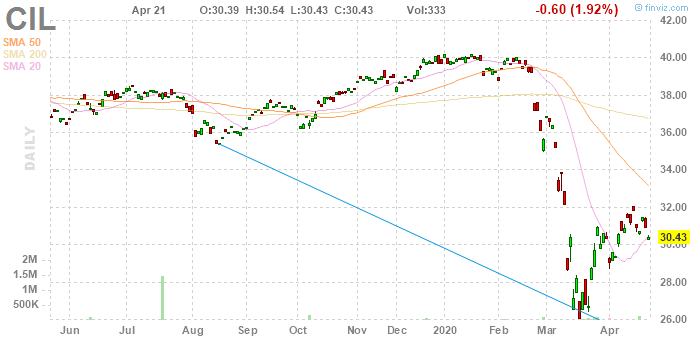 CIL
Apr 21 O:30.39 H:30.54 L:30.43 C:30.43 Vol:333 -0.60 (1.92%)
© finviz.com
SMA 50
SMA 200
SMA 20
DAILY
42.00
40.00
38.00
36.00
34.00
32.00
30.43
30.00
28.00
26.00
2M
1.5M
1M
500K
Jun Jul Aug Sep Oct Nov Dec 2020 Feb Mar Apr